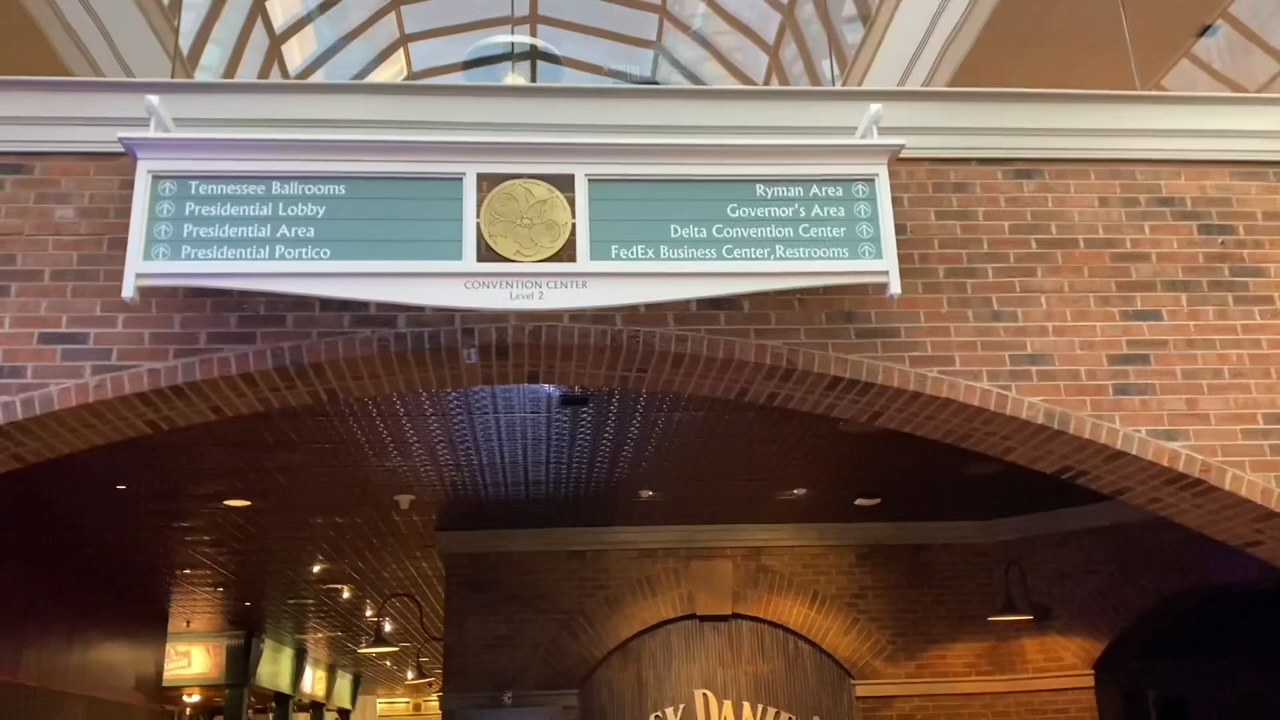 Tennessee Ballrooms
Presidential Lobby
Presidential Area
Presidential Portico
Ryman Area
Governor's Area
Delta Convention Center
FedEx Business Center,Restrooms
CONVENTION CENTER
Level 2